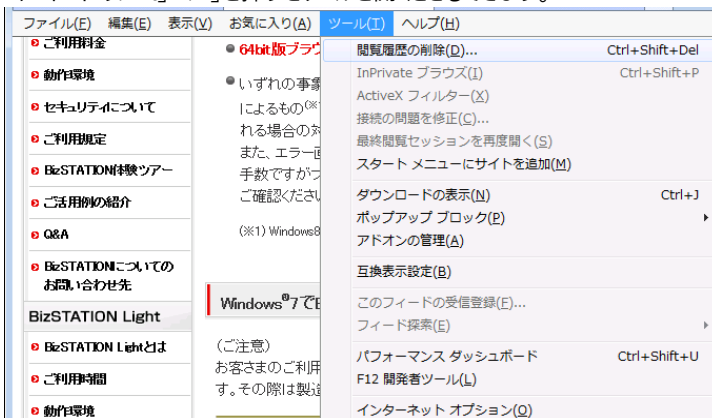 ファイル(F) 編集(E) 表示(V) お気に入り(A) ツール(T) ヘルプ(H)
ご利用料金
動作環境
セキュリティについて
ご利用規定
BizSTATION体験ツアー
ご活用例の紹介
Q&A
BizSTATIONについての
お問い合わせ先
BizSTATION Light
BizSTATION Lightとは
ご利用時間
動作環境
64bit版ブラウ
いずれの事象
によるもの(※
れる場合の対
また、エラー画
手数ですがつ
ご確認くださ
(※1) Windows8
Windows®7でE
(ご注意)
お客さまのご利用
す。その際は製造
閲覧履歴の削除(D)... Ctrl+Shift+Del
InPrivate ブラウズ(I) Ctrl+Shift+P
ActiveX フィルター(X)
接続の問題を修正(C)...
最終閲覧セッションを再度開く(S)
スタート メニューにサイトを追加(M)
ダウンロードの表示(N) Ctrl+J
ポップアップ ブロック(P)
アドオンの管理(A)
互換表示設定(B)
このフィードの受信登録(F)...
フィード探索(E)
パフォーマンス ダッシュボード Ctrl+Shift+U
F12 開発者ツール(L)
インターネット オプション(O)